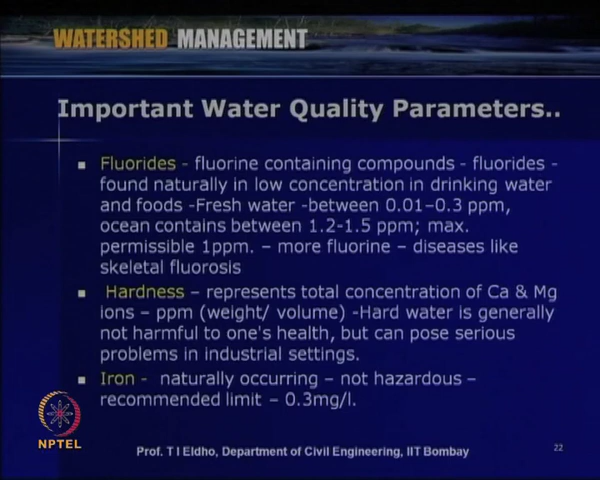 WATERSHED MANAGEMENT
Important Water Quality Parameters..
Fluorides - fluorine containing compounds - fluorides -
found naturally in low concentration in drinking water
and foods -Fresh water -between 0.01–0.3 ppm,
ocean contains between 1.2-1.5 ppm; max.
permissible 1ppm. – more fluorine – diseases like
skeletal fluorosis
Hardness – represents total concentration of Ca & Mg
ions – ppm (weight/ volume) -Hard water is generally
not harmful to one's health, but can pose serious
problems in industrial settings.
Iron - naturally occurring – not hazardous –
recommended limit – 0.3mg/l.
NPTEL
Prof. T I Eldho, Department of Civil Engineering, IIT Bombay
22